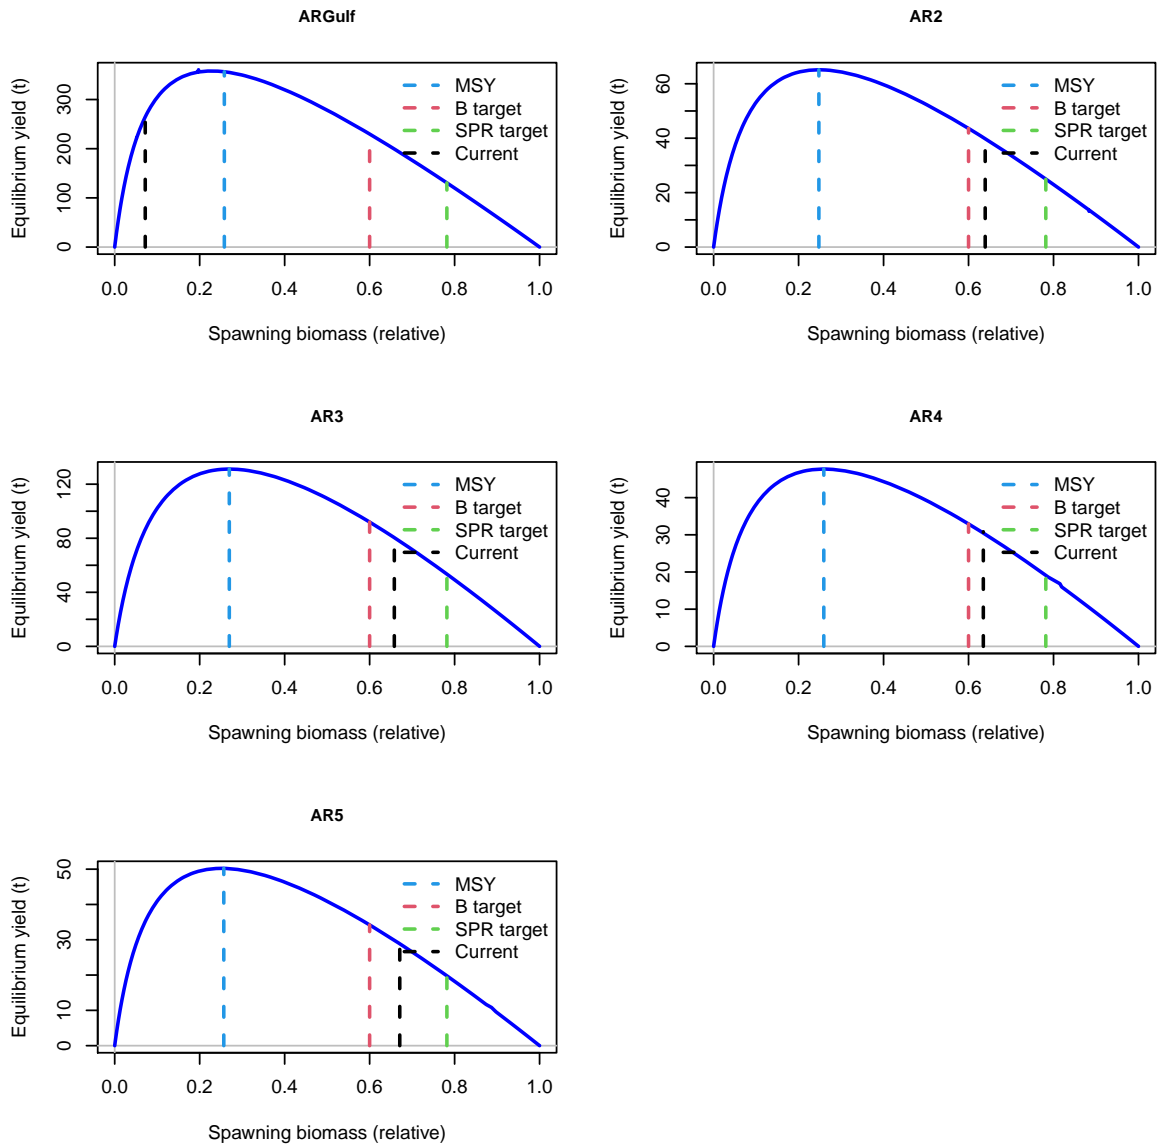 ARGulf
Equilibrium yield (t)
0 100 200 300
MSY
B target
SPR target
Current
0.0 0.2 0.4 0.6 0.8 1.0
Spawning biomass (relative)
AR2
Equilibrium yield (t)
0 20 40 60
MSY
B target
SPR target
Current
0.0 0.2 0.4 0.6 0.8 1.0
Spawning biomass (relative)
AR3
Equilibrium yield (t)
0 40 80 120
MSY
B target
SPR target
Current
0.0 0.2 0.4 0.6 0.8 1.0
Spawning biomass (relative)
AR4
Equilibrium yield (t)
0 10 20 30 40
MSY
B target
SPR target
Current
0.0 0.2 0.4 0.6 0.8 1.0
Spawning biomass (relative)
AR5
Equilibrium yield (t)
0 10 30 50
MSY
B target
SPR target
Current
0.0 0.2 0.4 0.6 0.8 1.0
Spawning biomass (relative)